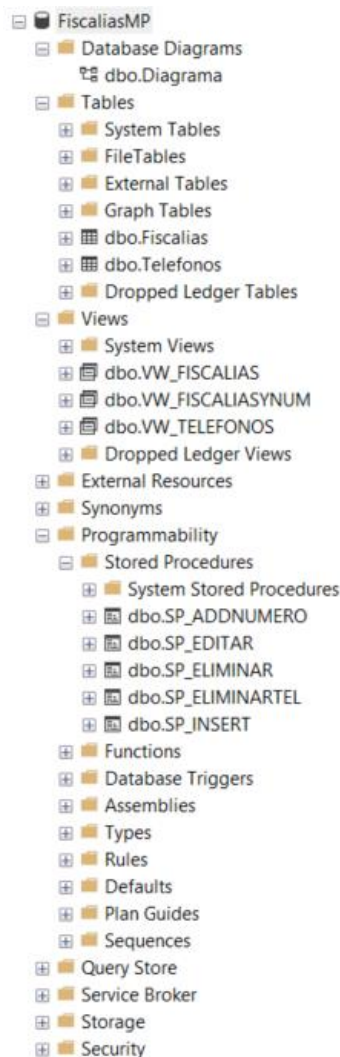 FiscaliasMP
Database Diagrams
dbo.Diagrama
Tables
System Tables
FileTables
External Tables
Graph Tables
dbo.Fiscalias
dbo.Telefonos
Dropped Ledger Tables
Views
System Views
dbo.VW_FISCALIAS
dbo.VW_FISCALIASYNUM
dbo.VW_TELEFONOS
Dropped Ledger Views
External Resources
Synonyms
Programmability
Stored Procedures
System Stored Procedures
dbo.SP_ADDNUMERO
dbo.SP_EDITAR
dbo.SP_ELIMINAR
dbo.SP_ELIMINARTEL
dbo.SP_INSERT
Functions
Database Triggers
Assemblies
Types
Rules
Defaults
Plan Guides
Sequences
Query Store
Service Broker
Storage
Security